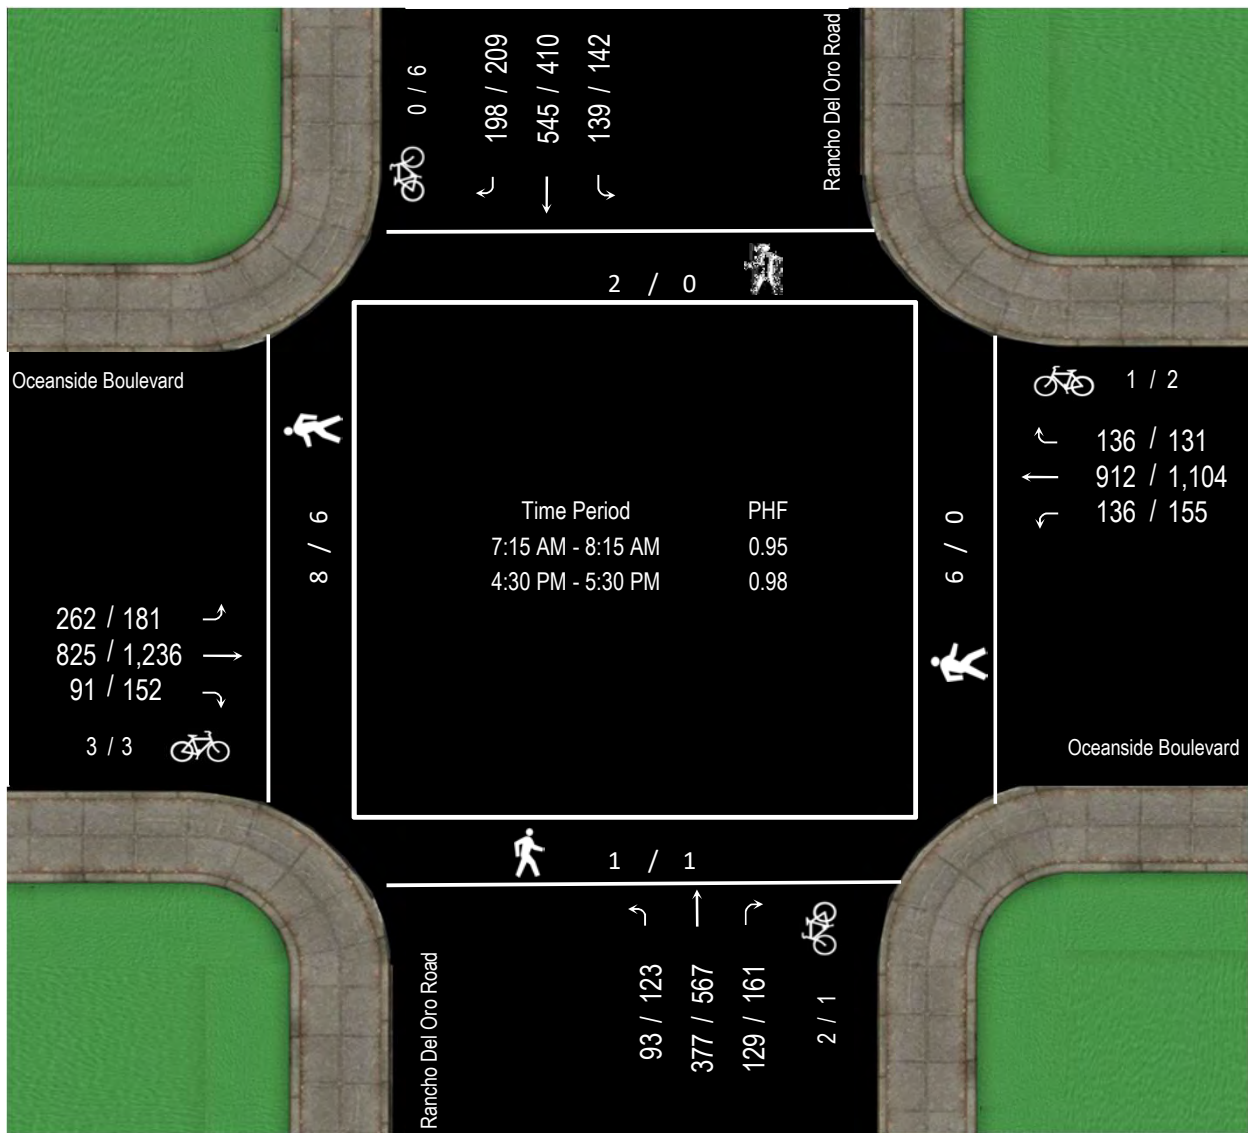 0 / 6
198 / 209
545 / 410
139 / 142
Rancho Del Oro Road
2 / 0
Oceanside Boulevard
1 / 2
136 / 131
912 / 1,104
136 / 155
8 / 6
Time Period PHF
7:15 AM - 8:15 AM 0.95
4:30 PM - 5:30 PM 0.98
6 / 0
262 / 181
825 / 1,236
91 / 152
3 / 3
Oceanside Boulevard
1 / 1
Rancho Del Oro Road
93 / 123
377 / 567
129 / 161
2 / 1